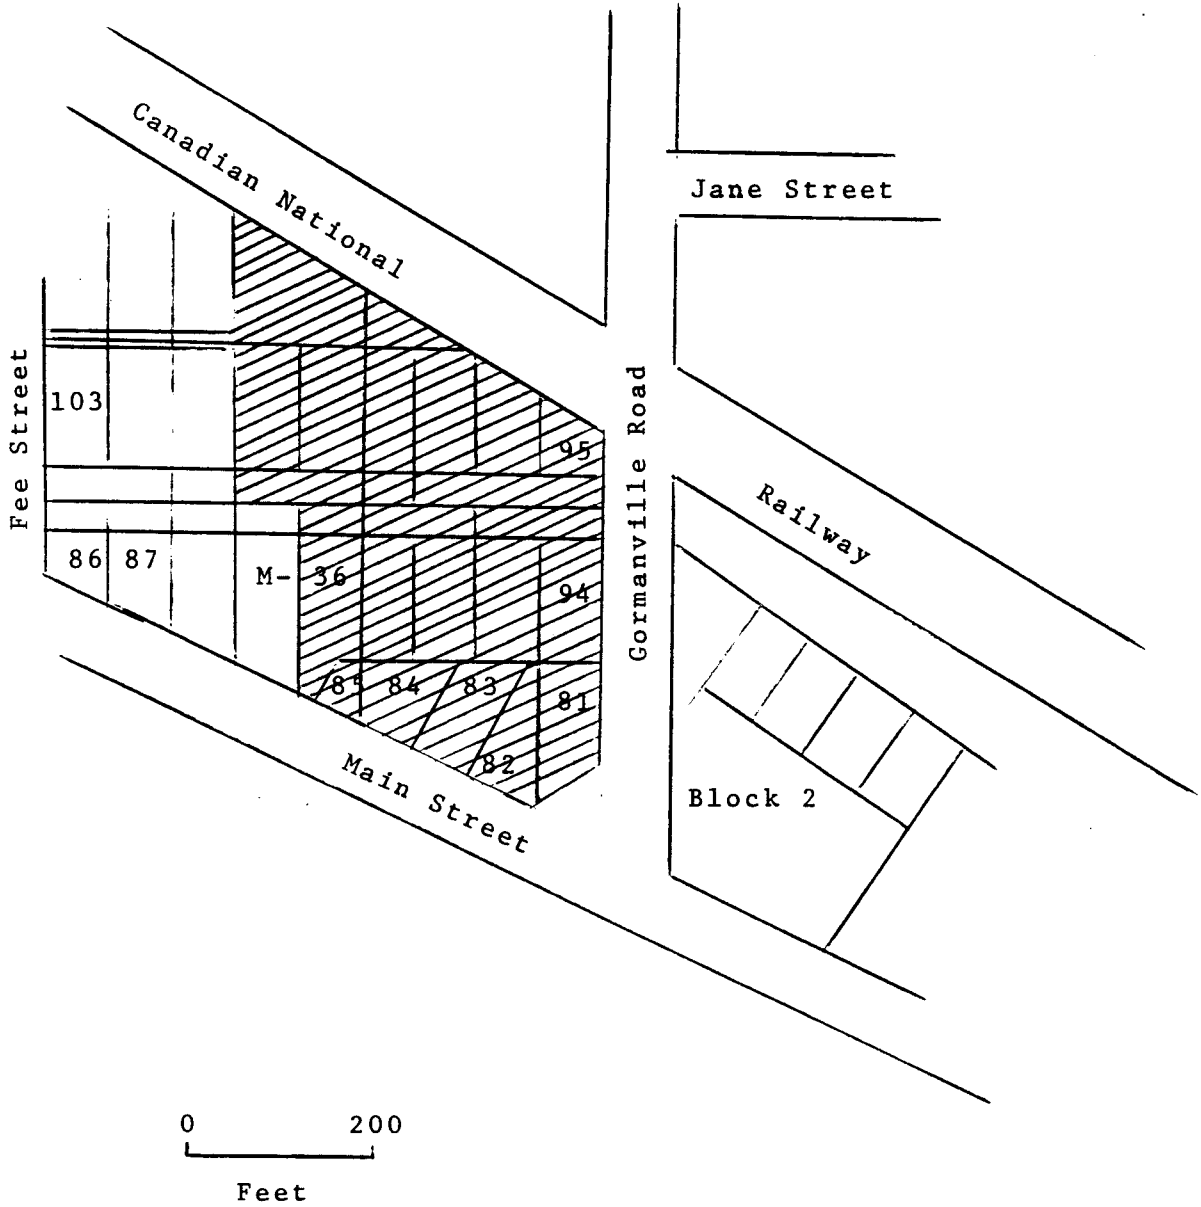 Canadian National
Jane Street
Fee Street
103
95
Gormanville Road
Railway
86
87
M-36
94
85
84
83
81
82
Main Street
Block 2
0
200
Feet